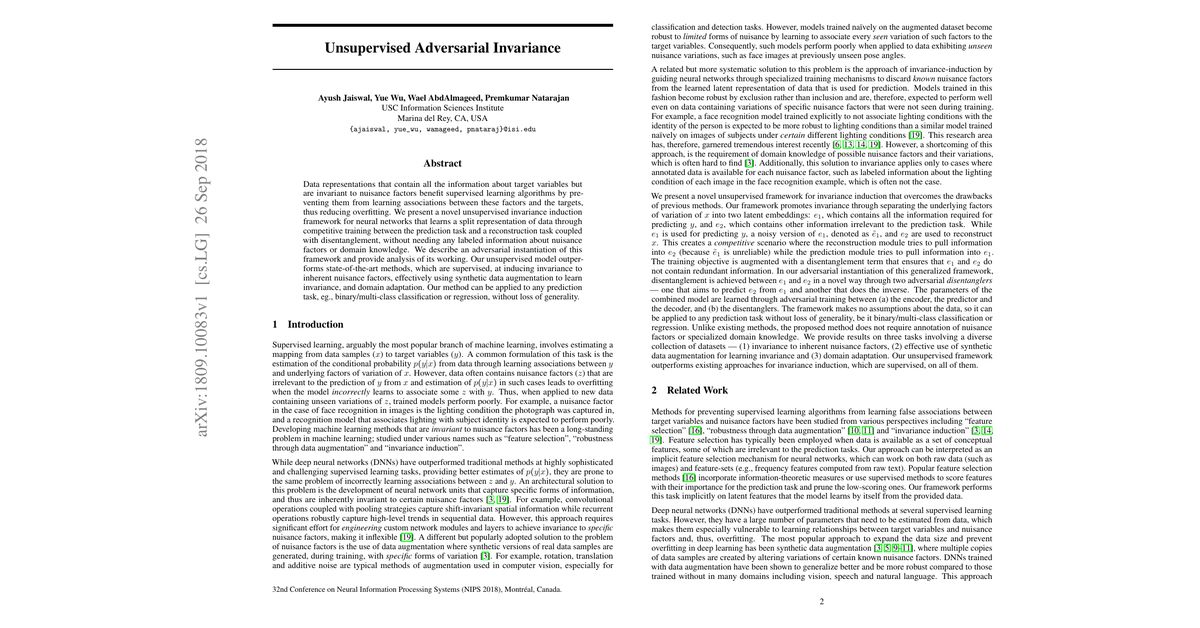 arXiv:1809.10083v1 [cs.LG] 26 Sep 2018
Unsupervised Adversarial Invariance
Ayush Jaiswal, Yue Wu, Wael AbdAlmageed, Premkumar Natarajan
USC Information Sciences Institute
Marina del Rey, CA, USA
{ajaiswal, yue_wu, wamageed, pnataraj}@isi.edu
Abstract
Data representations that contain all the information about target variables but
are invariant to nuisance factors benefit supervised learning algorithms by pre-
venting them from learning associations between these factors and the targets,
thus reducing overfitting. We present a novel unsupervised invariance induction
framework for neural networks that learns a split representation of data through
competitive training between the prediction task and a reconstruction task coupled
with disentanglement, without needing any labeled information about nuisance
factors or domain knowledge. We describe an adversarial instantiation of this
framework and provide analysis of its working. Our unsupervised model outper-
forms state-of-the-art methods, which are supervised, at inducing invariance to
inherent nuisance factors, effectively using synthetic data augmentation to learn
invariance, and domain adaptation. Our method can be applied to any prediction
task, eg., binary/multi-class classification or regression, without loss of generality.
1 Introduction
Supervised learning, arguably the most popular branch of machine learning, involves estimating a
mapping from data samples (x) to target variables (y). A common formulation of this task is the
estimation of the conditional probability p(y|x) from data through learning associations between y
and underlying factors of variation of x. However, data often contains nuisance factors (z) that are
irrelevant to the prediction of y from x and estimation of p(y|x) in such cases leads to overfitting
when the model incorrectly learns to associate some z with y. Thus, when applied to new data
containing unseen variations of z, trained models perform poorly. For example, a nuisance factor
in the case of face recognition in images is the lighting condition the photograph was captured in,
and a recognition model that associates lighting with subject identity is expected to perform poorly.
Developing machine learning methods that are invariant to nuisance factors has been a long-standing
problem in machine learning; studied under various names such as “feature selection”, “robustness
through data augmentation” and “invariance induction”.
While deep neural networks (DNNs) have outperformed traditional methods at highly sophisticated
and challenging supervised learning tasks, providing better estimates of p(y|x), they are prone to
the same problem of incorrectly learning associations between z and y. An architectural solution to
this problem is the development of neural network units that capture specific forms of information,
and thus are inherently invariant to certain nuisance factors [3, 19]. For example, convolutional
operations coupled with pooling strategies capture shift-invariant spatial information while recurrent
operations robustly capture high-level trends in sequential data. However, this approach requires
significant effort for engineering custom network modules and layers to achieve invariance to specific
nuisance factors, making it inflexible [19]. A different but popularly adopted solution to the problem
of nuisance factors is the use of data augmentation where synthetic versions of real data samples are
generated, during training, with specific forms of variation [3]. For example, rotation, translation
and additive noise are typical methods of augmentation used in computer vision, especially for
32nd Conference on Neural Information Processing Systems (NIPS 2018), Montréal, Canada.
classification and detection tasks. However, models trained naïvely on the augmented dataset become
robust to limited forms of nuisance by learning to associate every seen variation of such factors to the
target variables. Consequently, such models perform poorly when applied to data exhibiting unseen
nuisance variations, such as face images at previously unseen pose angles.
A related but more systematic solution to this problem is the approach of invariance-induction by
guiding neural networks through specialized training mechanisms to discard known nuisance factors
from the learned latent representation of data that is used for prediction. Models trained in this
fashion become robust by exclusion rather than inclusion and are, therefore, expected to perform well
even on data containing variations of specific nuisance factors that were not seen during training.
For example, a face recognition model trained explicitly to not associate lighting conditions with the
identity of the person is expected to be more robust to lighting conditions than a similar model trained
naïvely on images of subjects under certain different lighting conditions [19]. This research area
has, therefore, garnered tremendous interest recently [6, 13, 14, 19]. However, a shortcoming of this
approach, is the requirement of domain knowledge of possible nuisance factors and their variations,
which is often hard to find [3]. Additionally, this solution to invariance applies only to cases where
annotated data is available for each nuisance factor, such as labeled information about the lighting
condition of each image in the face recognition example, which is often not the case.
We present a novel unsupervised framework for invariance induction that overcomes the drawbacks
of previous methods. Our framework promotes invariance through separating the underlying factors
of variation of x into two latent embeddings: e₁, which contains all the information required for
predicting y, and e₂, which contains other information irrelevant to the prediction task. While
e₁ is used for predicting y, a noisy version of e₁, denoted as ẽ₁, and e₂ are used to reconstruct
x. This creates a competitive scenario where the reconstruction module tries to pull information
into e₂ (because ẽ₁ is unreliable) while the prediction module tries to pull information into e₁.
The training objective is augmented with a disentanglement term that ensures that e₁ and e₂ do
not contain redundant information. In our adversarial instantiation of this generalized framework,
disentanglement is achieved between e₁ and e₂ in a novel way through two adversarial disentanglers
— one that aims to predict e₂ from e₁ and another that does the inverse. The parameters of the
combined model are learned through adversarial training between (a) the encoder, the predictor and
the decoder, and (b) the disentanglers. The framework makes no assumptions about the data, so it can
be applied to any prediction task without loss of generality, be it binary/multi-class classification or
regression. Unlike existing methods, the proposed method does not require annotation of nuisance
factors or specialized domain knowledge. We provide results on three tasks involving a diverse
collection of datasets — (1) invariance to inherent nuisance factors, (2) effective use of synthetic
data augmentation for learning invariance and (3) domain adaptation. Our unsupervised framework
outperforms existing approaches for invariance induction, which are supervised, on all of them.
2 Related Work
Methods for preventing supervised learning algorithms from learning false associations between
target variables and nuisance factors have been studied from various perspectives including “feature
selection” [16], “robustness through data augmentation” [10, 11] and “invariance induction” [3, 14,
19]. Feature selection has typically been employed when data is available as a set of conceptual
features, some of which are irrelevant to the prediction tasks. Our approach can be interpreted as an
implicit feature selection mechanism for neural networks, which can work on both raw data (such as
images) and feature-sets (e.g., frequency features computed from raw text). Popular feature selection
methods [16] incorporate information-theoretic measures or use supervised methods to score features
with their importance for the prediction task and prune the low-scoring ones. Our framework performs
this task implicitly on latent features that the model learns by itself from the provided data.
Deep neural networks (DNNs) have outperformed traditional methods at several supervised learning
tasks. However, they have a large number of parameters that need to be estimated from data, which
makes them especially vulnerable to learning relationships between target variables and nuisance
factors and, thus, overfitting. The most popular approach to expand the data size and prevent
overfitting in deep learning has been synthetic data augmentation [3, 5, 9–11], where multiple copies
of data samples are created by altering variations of certain known nuisance factors. DNNs trained
with data augmentation have been shown to generalize better and be more robust compared to those
trained without in many domains including vision, speech and natural language. This approach
2